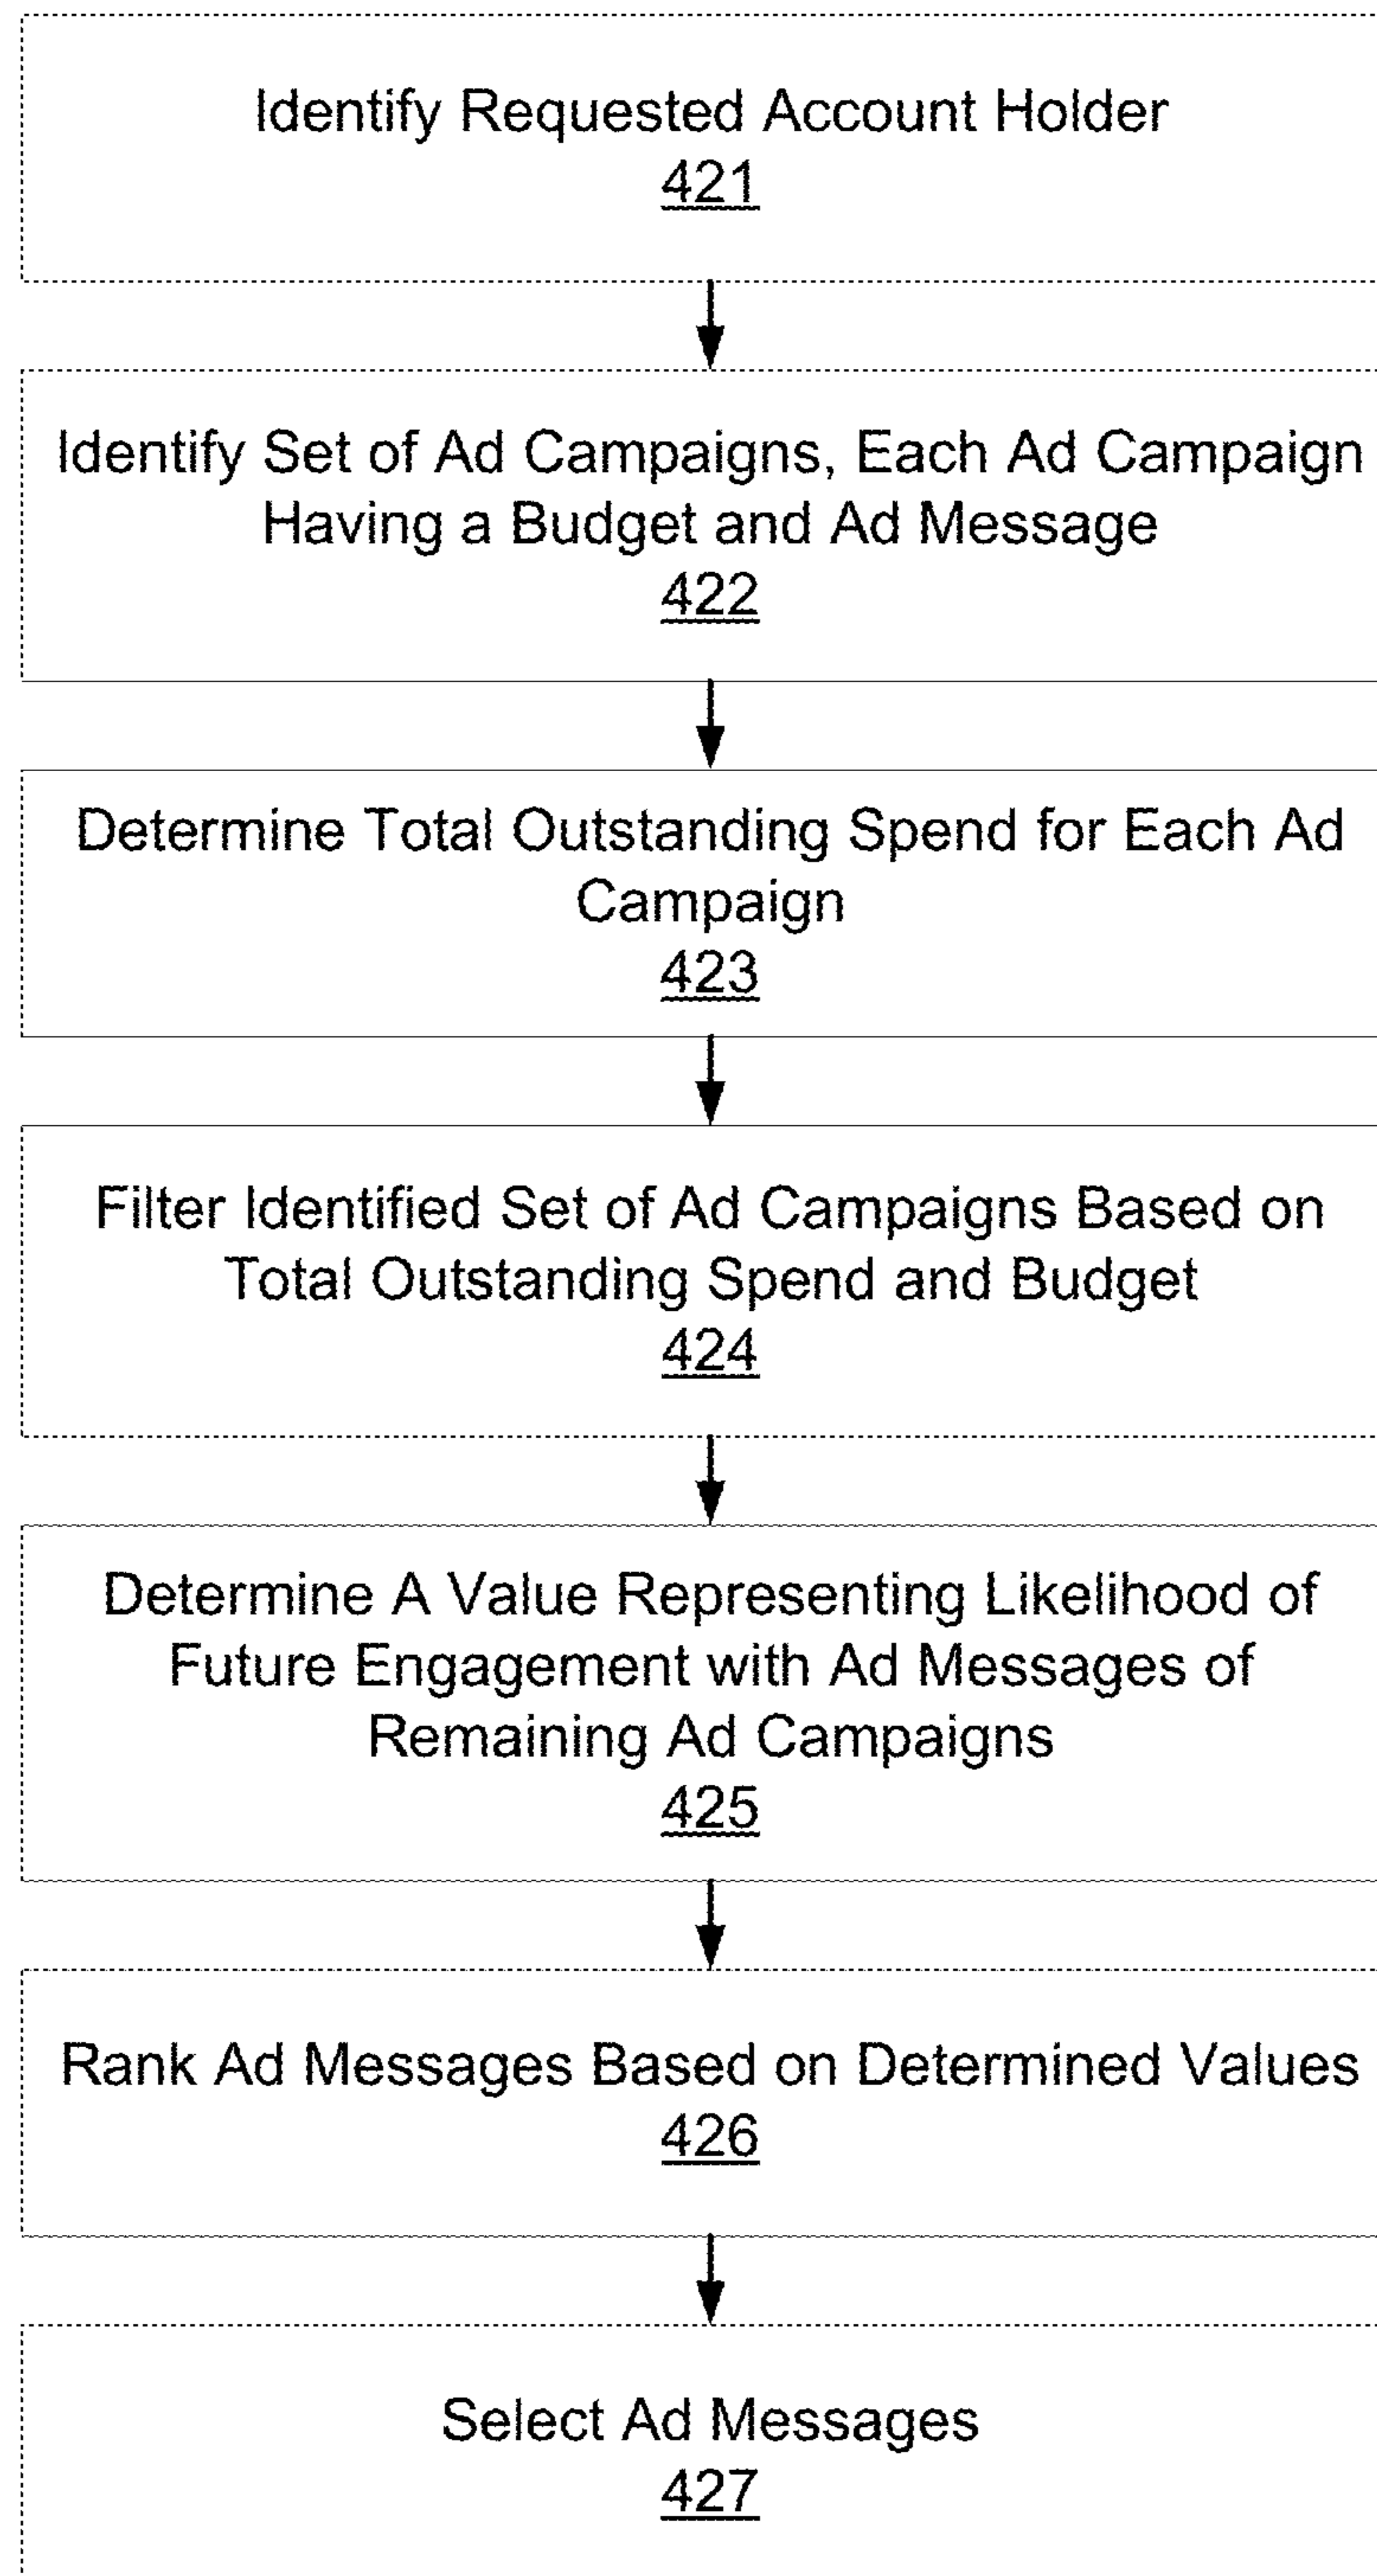 Identify Requested Account Holder
421
Identify Set of Ad Campaigns, Each Ad Campaign
Having a Budget and Ad Message
422
Determine Total Outstanding Spend for Each Ad
Campaign
423
Filter Identified Set of Ad Campaigns Based on
Total Outstanding Spend and Budget
424
Determine A Value Representing Likelihood of
Future Engagement with Ad Messages of
Remaining Ad Campaigns
425
Rank Ad Messages Based on Determined Values
426
Select Ad Messages
427